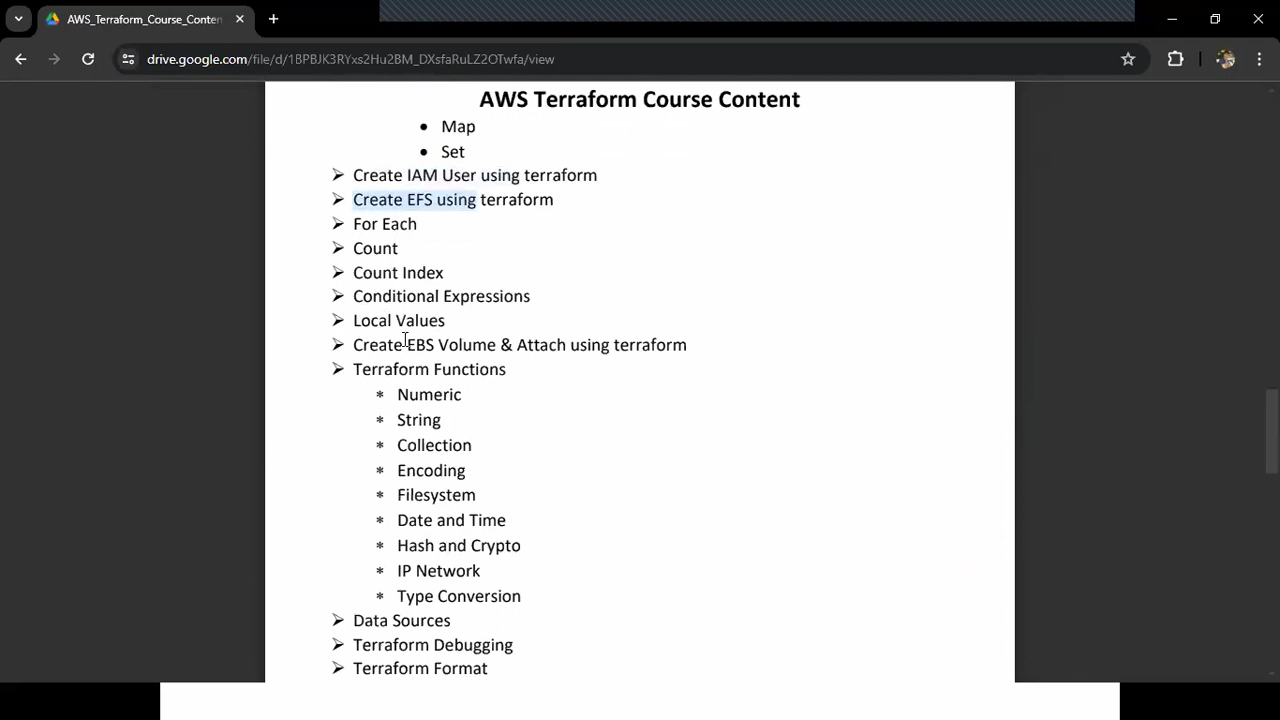 AWS_Terraform_Course_Conten
drive.google.com/file/d/1BPBJK3RYxs2Hu2BM_DXsfaRuLZ2OTwfa/view
AWS Terraform Course Content
• Map
• Set
➢ Create IAM User using terraform
➢ Create EFS using terraform
➢ For Each
➢ Count
➢ Count Index
➢ Conditional Expressions
➢ Local Values
➢ Create EBS Volume & Attach using terraform
➢ Terraform Functions
* Numeric
* String
* Collection
* Encoding
* Filesystem
* Date and Time
* Hash and Crypto
* IP Network
* Type Conversion
➢ Data Sources
➢ Terraform Debugging
➢ Terraform Format